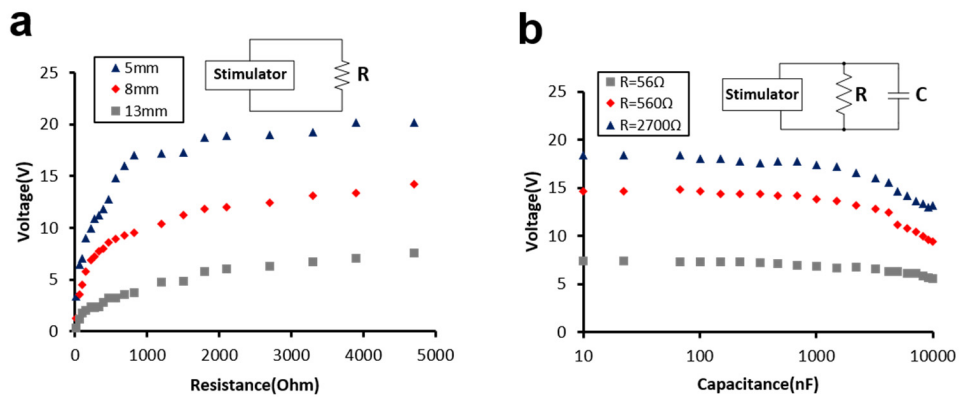 a
5mm
8mm
13mm
Stimulator
R
25
20
15
10
5
0
Voltage(V)
0 1000 2000 3000 4000 5000
Resistance(Ohm)
b
R=56Ω
R=560Ω
R=2700Ω
Stimulator
R
C
25
20
15
10
5
0
Voltage(V)
10 100 1000 10000
Capacitance(nF)